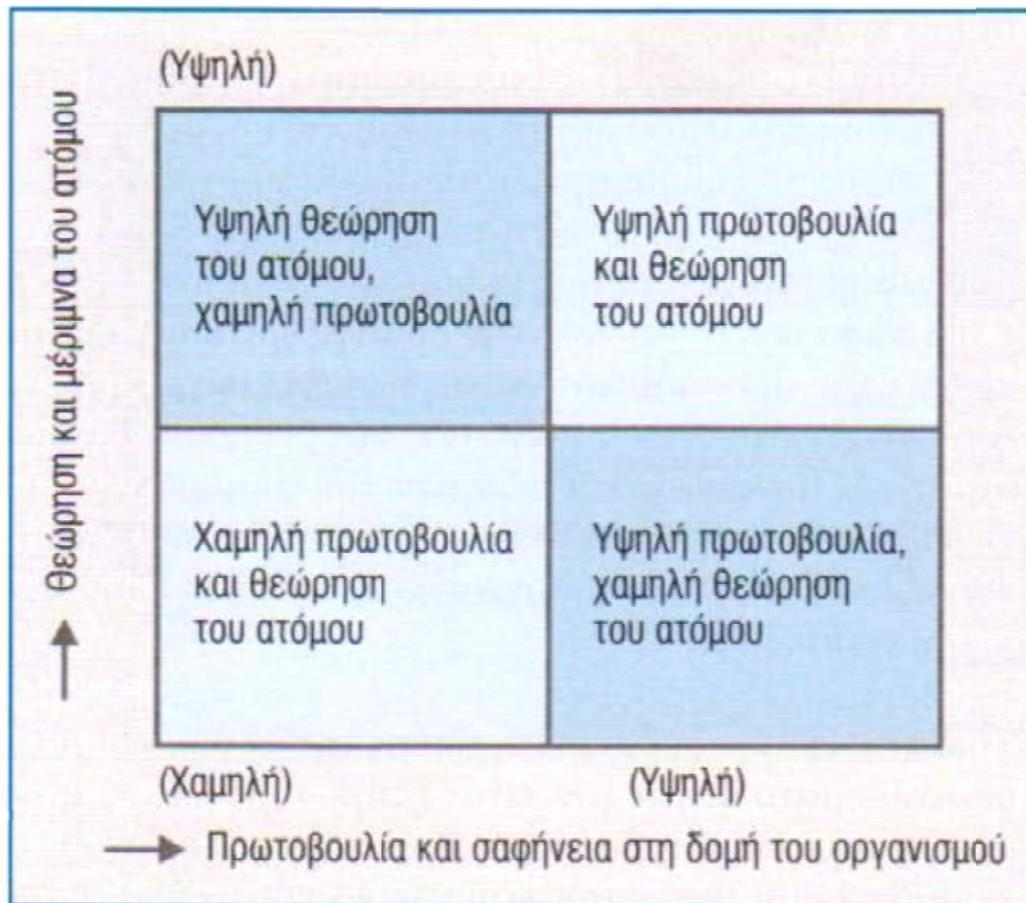 (Υψηλή)
Θεώρηση και μέριμνα του ατόμου
Υψηλή θεώρηση
του ατόμου,
χαμηλή πρωτοβουλία
Υψηλή πρωτοβουλία
και θεώρηση
του ατόμου
Χαμηλή πρωτοβουλία
και θεώρηση
του ατόμου
Υψηλή πρωτοβουλία,
χαμηλή θεώρηση
του ατόμου
(Χαμηλή)
(Υψηλή)
Πρωτοβουλία και σαφήνεια στη δομή του οργανισμού